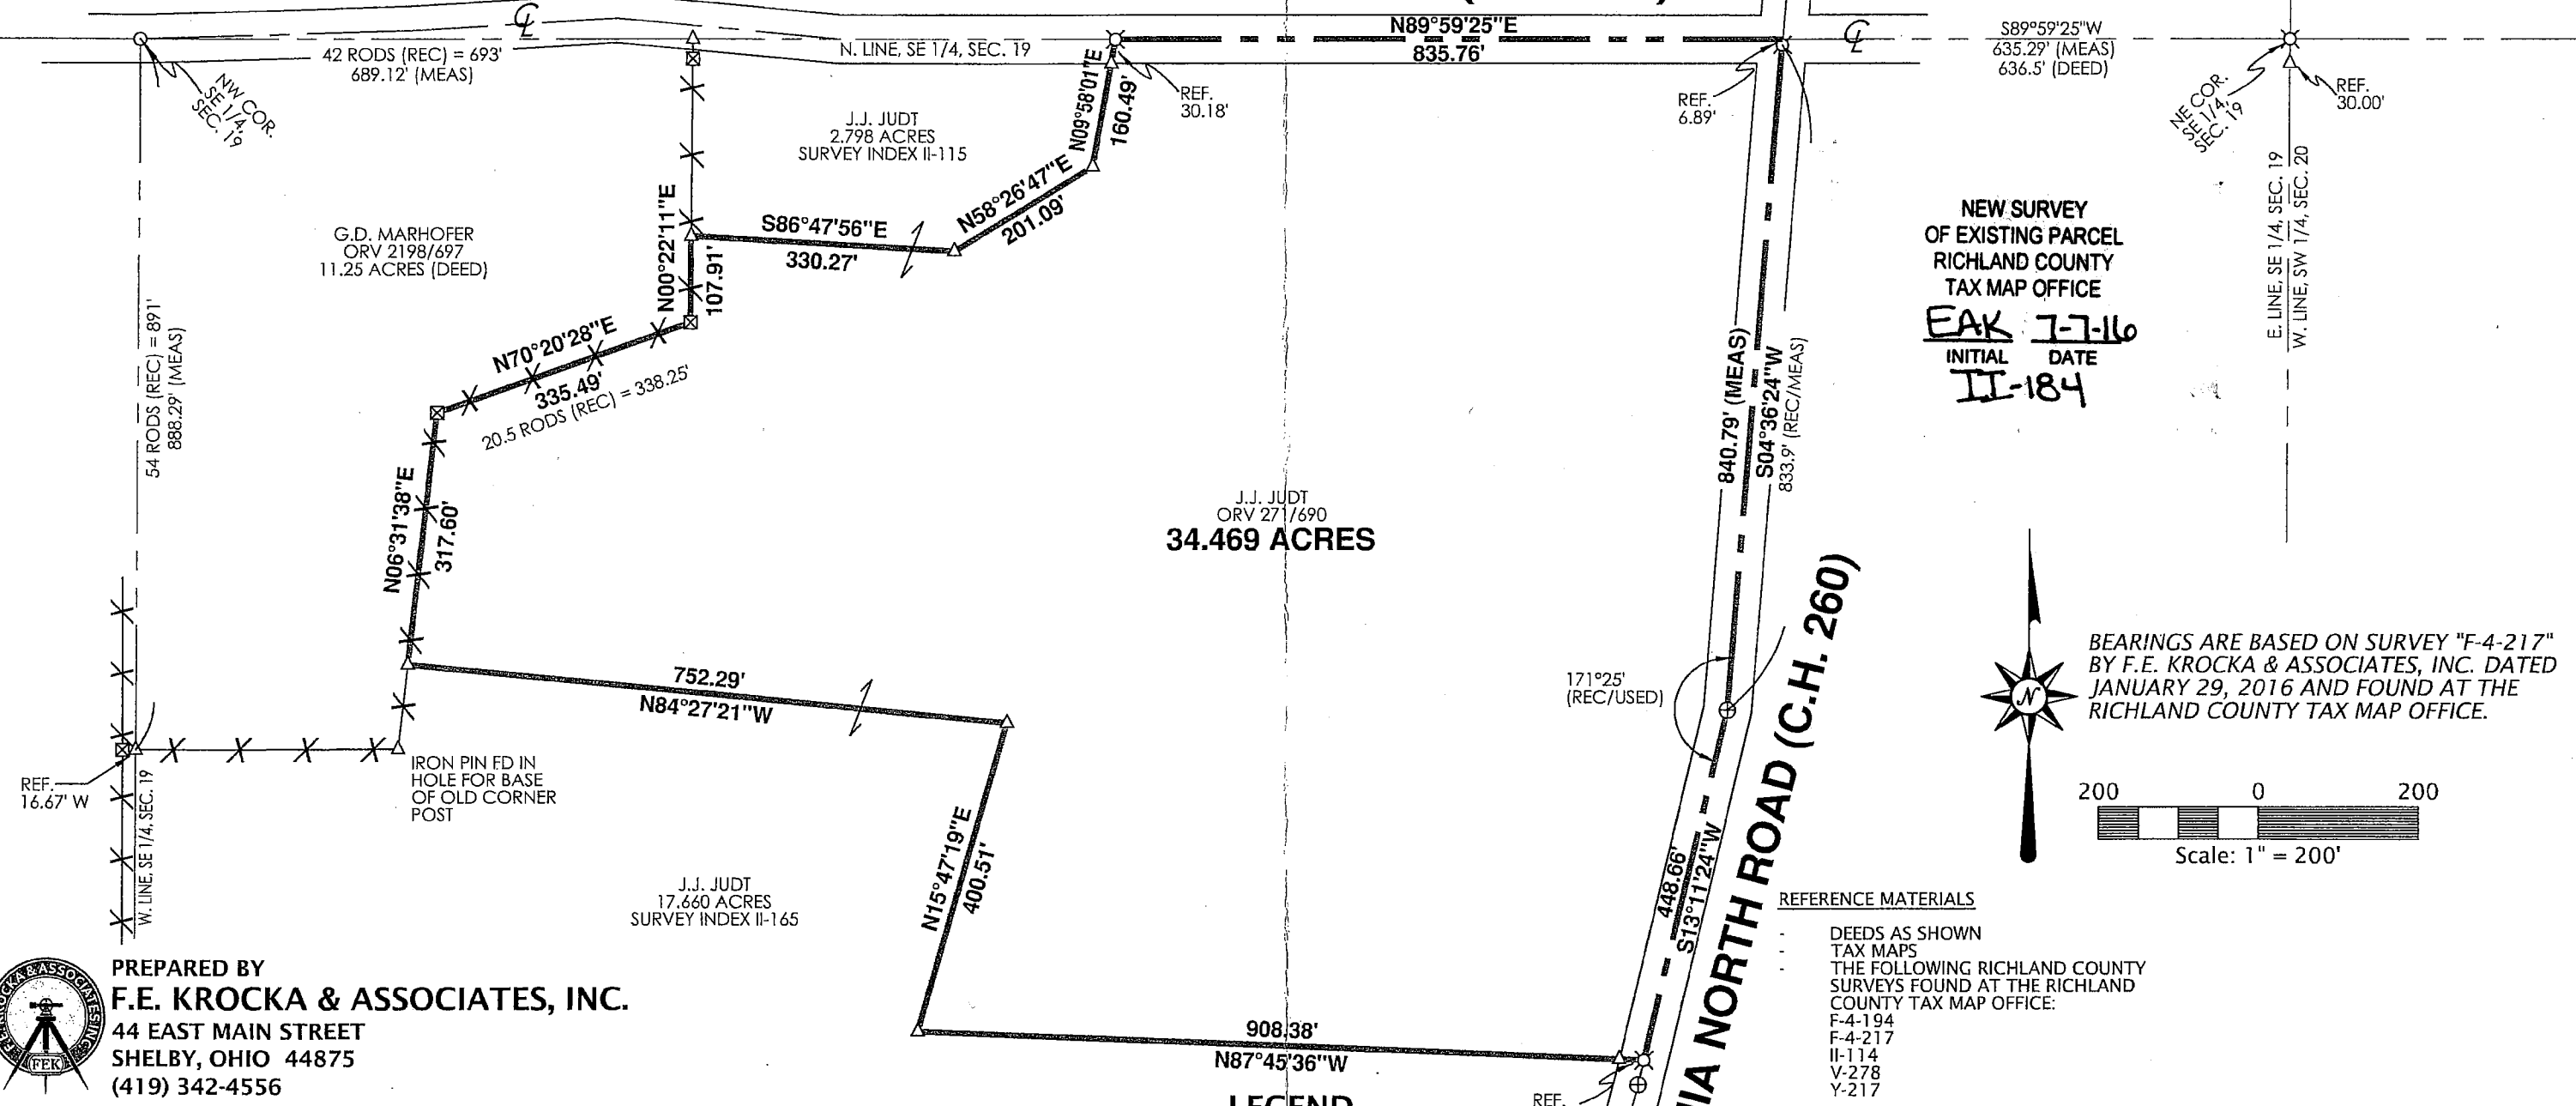 N89°59'25"E
835.76'
℄
42 RODS (REC) = 693'
689.12' (MEAS)
N. LINE, SE 1/4, SEC. 19
℄
S89°59'25"W
635.29' (MEAS)
636.5' (DEED)
NW COR.
SE 1/4,
SEC. 19
J.J. JUDT
2.798 ACRES
SURVEY INDEX II-115
N09°58'01"E
160.49'
REF.
30.18'
REF.
6.89'
NE COR.
SE 1/4,
SEC. 19
REF.
30.00'
E. LINE, SE 1/4, SEC. 19
W. LINE, SW 1/4, SEC. 20
NEW SURVEY
OF EXISTING PARCEL
RICHLAND COUNTY
TAX MAP OFFICE
EAK 7-7-16
INITIAL DATE
II-184
G.D. MARHOFER
ORV 2198/697
11.25 ACRES (DEED)
N00°22'11"E
107.91'
S86°47'56"E
330.27'
N58°26'47"E
201.09'
54 RODS (REC) = 891'
888.29' (MEAS)
N70°20'28"E
335.49'
20.5 RODS (REC) = 338.25'
N06°31'38"E
317.60'
J.J. JUDT
ORV 271/690
34.469 ACRES
840.79' (MEAS)
S04°36'24"W
833.9' (REC/MEAS)
171°25'
(REC/USED)
752.29'
N84°27'21"W
IRON PIN FD IN
HOLE FOR BASE
OF OLD CORNER
POST
REF.
16.67' W
W. LINE, SE 1/4, SEC. 19
J.J. JUDT
17.660 ACRES
SURVEY INDEX II-165
N15°47'19"E
400.51'
448.66'
S13°11'24"W
NORTH ROAD (C.H. 260)
908.38'
N87°45'36"W
REF.
LEGEND
N
BEARINGS ARE BASED ON SURVEY "F-4-217"
BY F.E. KROCKA & ASSOCIATES, INC. DATED
JANUARY 29, 2016 AND FOUND AT THE
RICHLAND COUNTY TAX MAP OFFICE.
200 0 200
Scale: 1" = 200'
REFERENCE MATERIALS
- DEEDS AS SHOWN
- TAX MAPS
- THE FOLLOWING RICHLAND COUNTY
SURVEYS FOUND AT THE RICHLAND
COUNTY TAX MAP OFFICE:
F-4-194
F-4-217
II-114
V-278
Y-217
FEK
PREPARED BY
F.E. KROCKA & ASSOCIATES, INC.
44 EAST MAIN STREET
SHELBY, OHIO 44875
(419) 342-4556